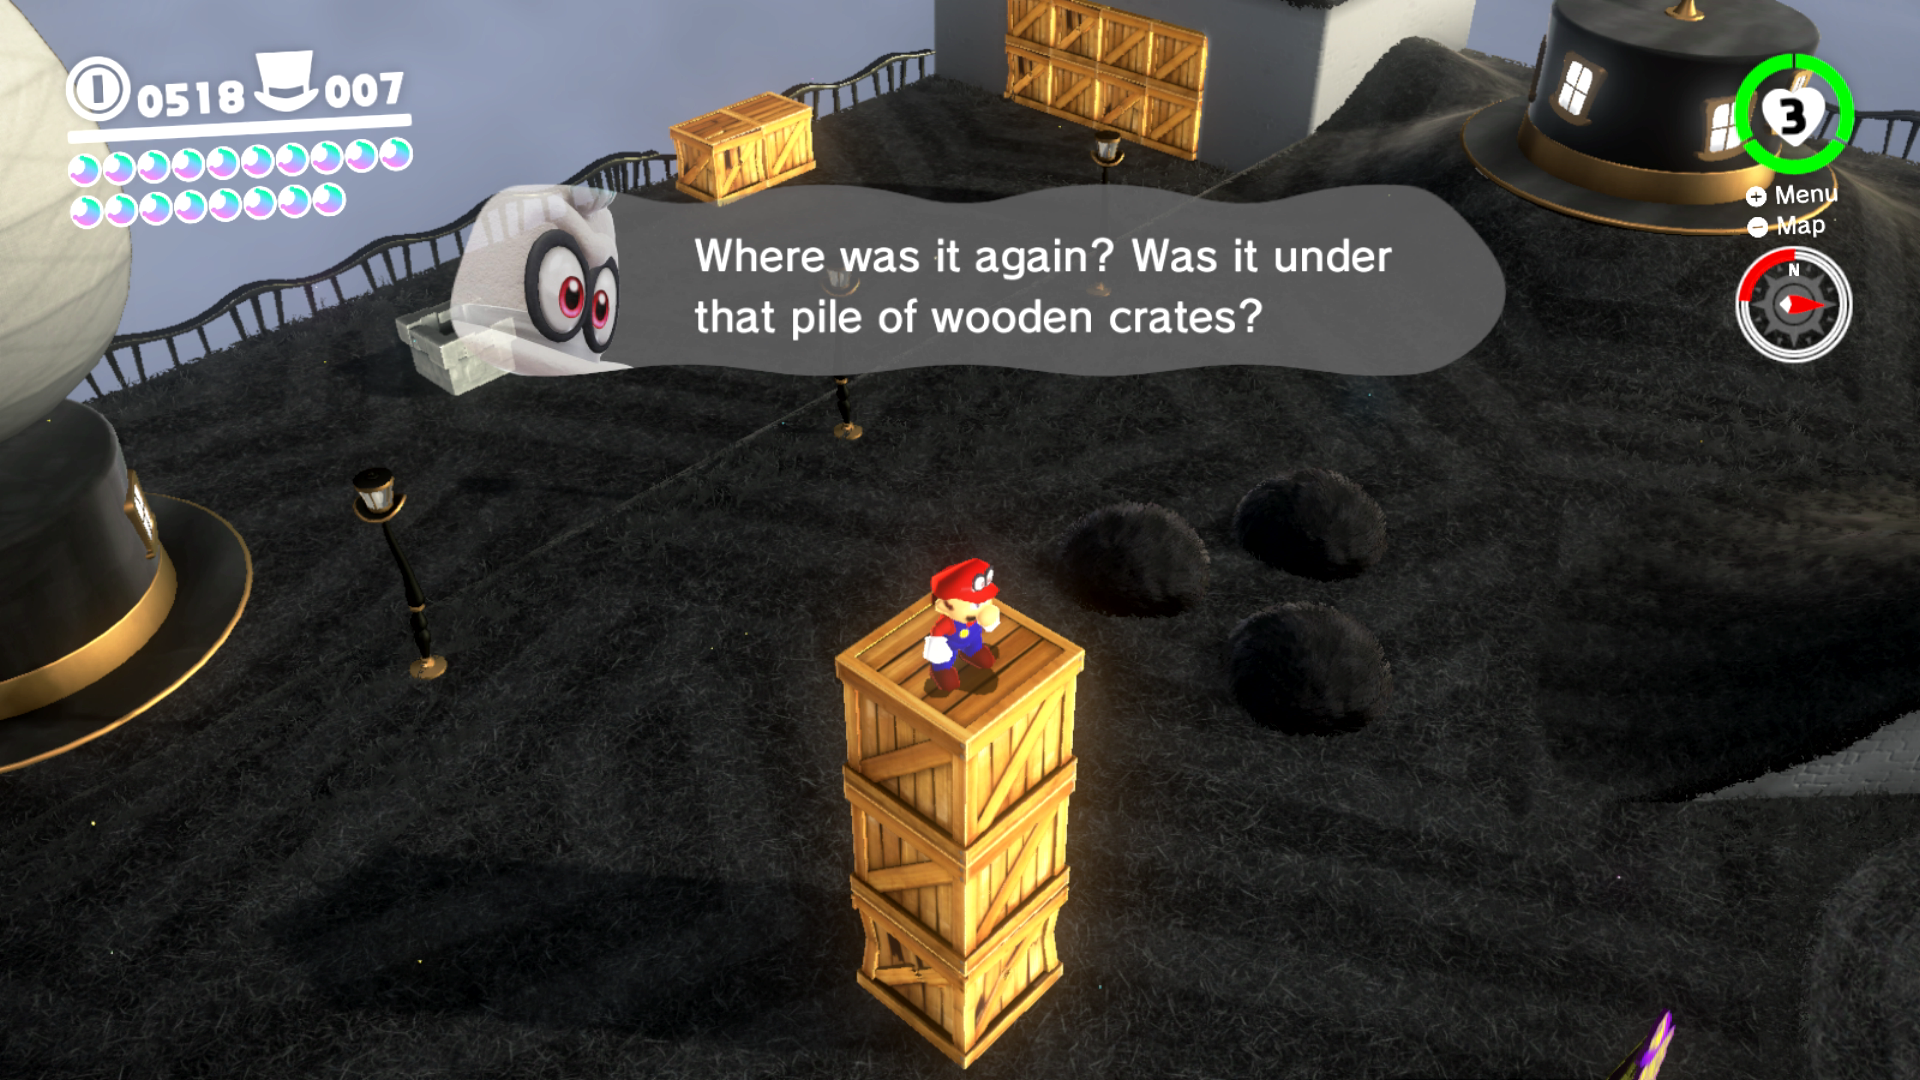 0518 007
3
Menu
Map
N
Where was it again? Was it under
that pile of wooden crates?